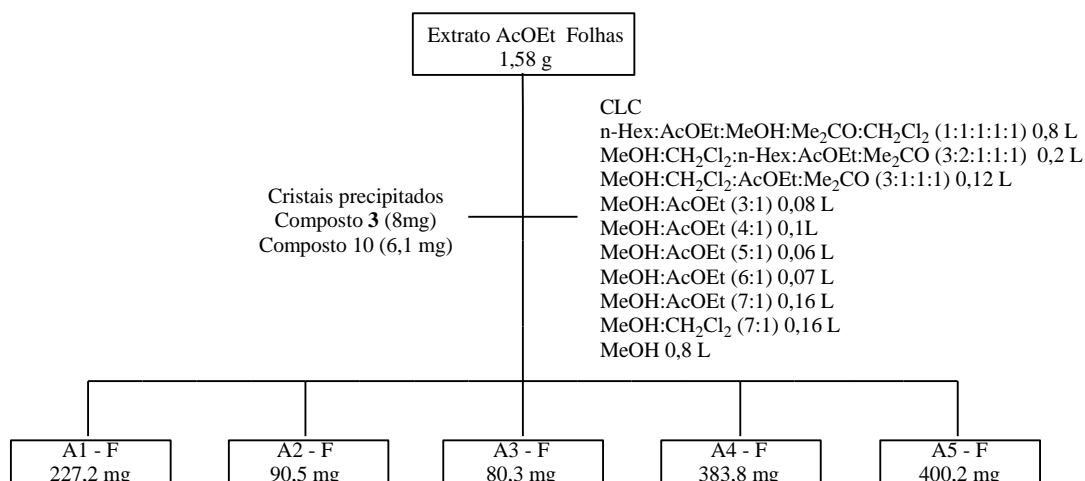 Extrato AcOEt Folhas
1,58 g
CLC
n-Hex:AcOEt:MeOH:Me₂CO:CH₂Cl₂ (1:1:1:1:1) 0,8 L
MeOH:CH₂Cl₂:n-Hex:AcOEt:Me₂CO (3:2:1:1:1) 0,2 L
MeOH:CH₂Cl₂:AcOEt:Me₂CO (3:1:1:1) 0,12 L
MeOH:AcOEt (3:1) 0,08 L
MeOH:AcOEt (4:1) 0,1L
MeOH:AcOEt (5:1) 0,06 L
MeOH:AcOEt (6:1) 0,07 L
MeOH:AcOEt (7:1) 0,16 L
MeOH:CH₂Cl₂ (7:1) 0,16 L
MeOH 0,8 L
Cristais precipitados
Composto 3 (8mg)
Composto 10 (6,1 mg)
A1 - F
227,2 mg
A2 - F
90,5 mg
A3 - F
80,3 mg
A4 - F
383,8 mg
A5 - F
400,2 mg